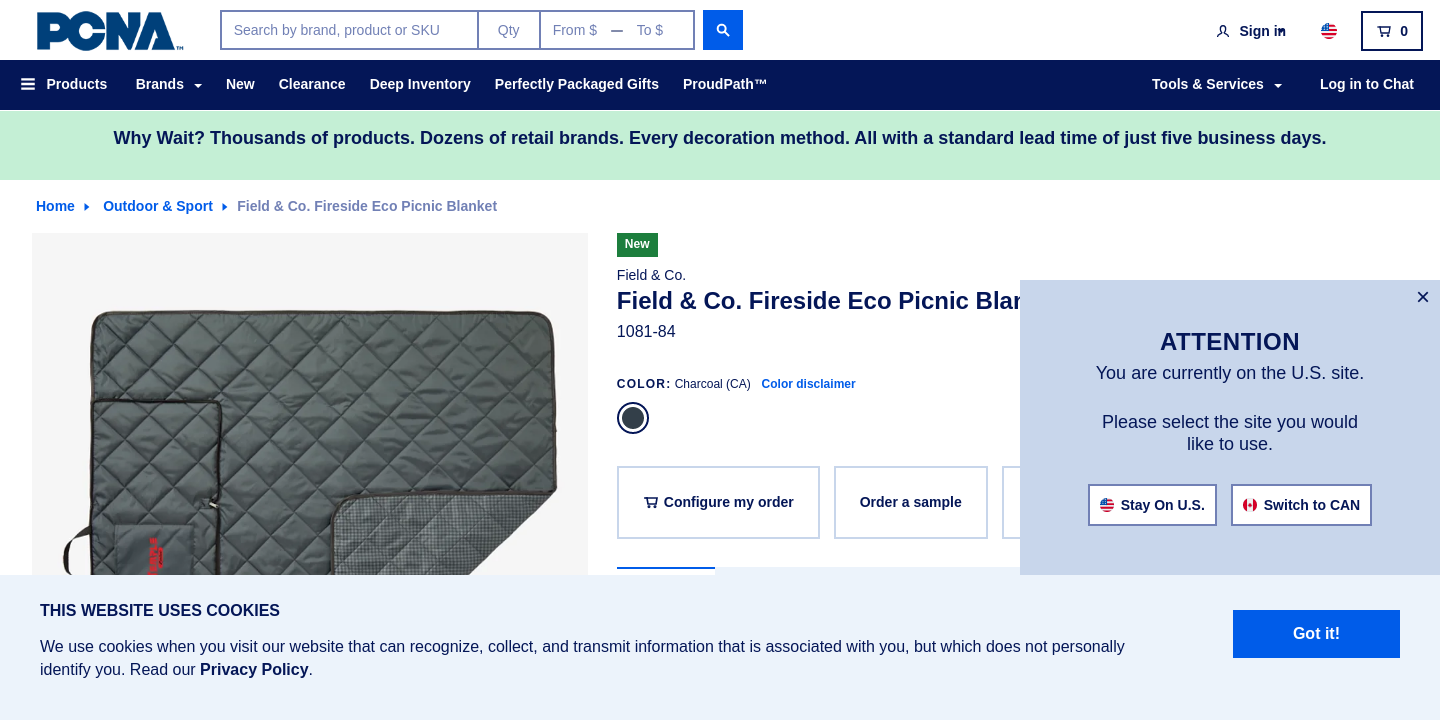 PCNA™
Search by brand, product or SKU
Qty
From $ — To $
Sign in
0
Products
Brands
New
Clearance
Deep Inventory
Perfectly Packaged Gifts
ProudPath™
Tools & Services
Log in to Chat
Why Wait? Thousands of products. Dozens of retail brands. Every decoration method. All with a standard lead time of just five business days.
Home
Outdoor & Sport
Field & Co. Fireside Eco Picnic Blanket
New
Field & Co.
Field & Co. Fireside Eco Picnic
1081-84
COLOR: Charcoal (CA) Color disclaimer
Configure my order
Order a sample
×
ATTENTION
You are currently on the U.S. site.
Please select the site you would
like to use.
Stay On U.S.
Switch to CAN
THIS WEBSITE USES COOKIES
We use cookies when you visit our website that can recognize, collect, and transmit information that is associated with you, but which does not personally
identify you. Read our Privacy Policy.
Got it!